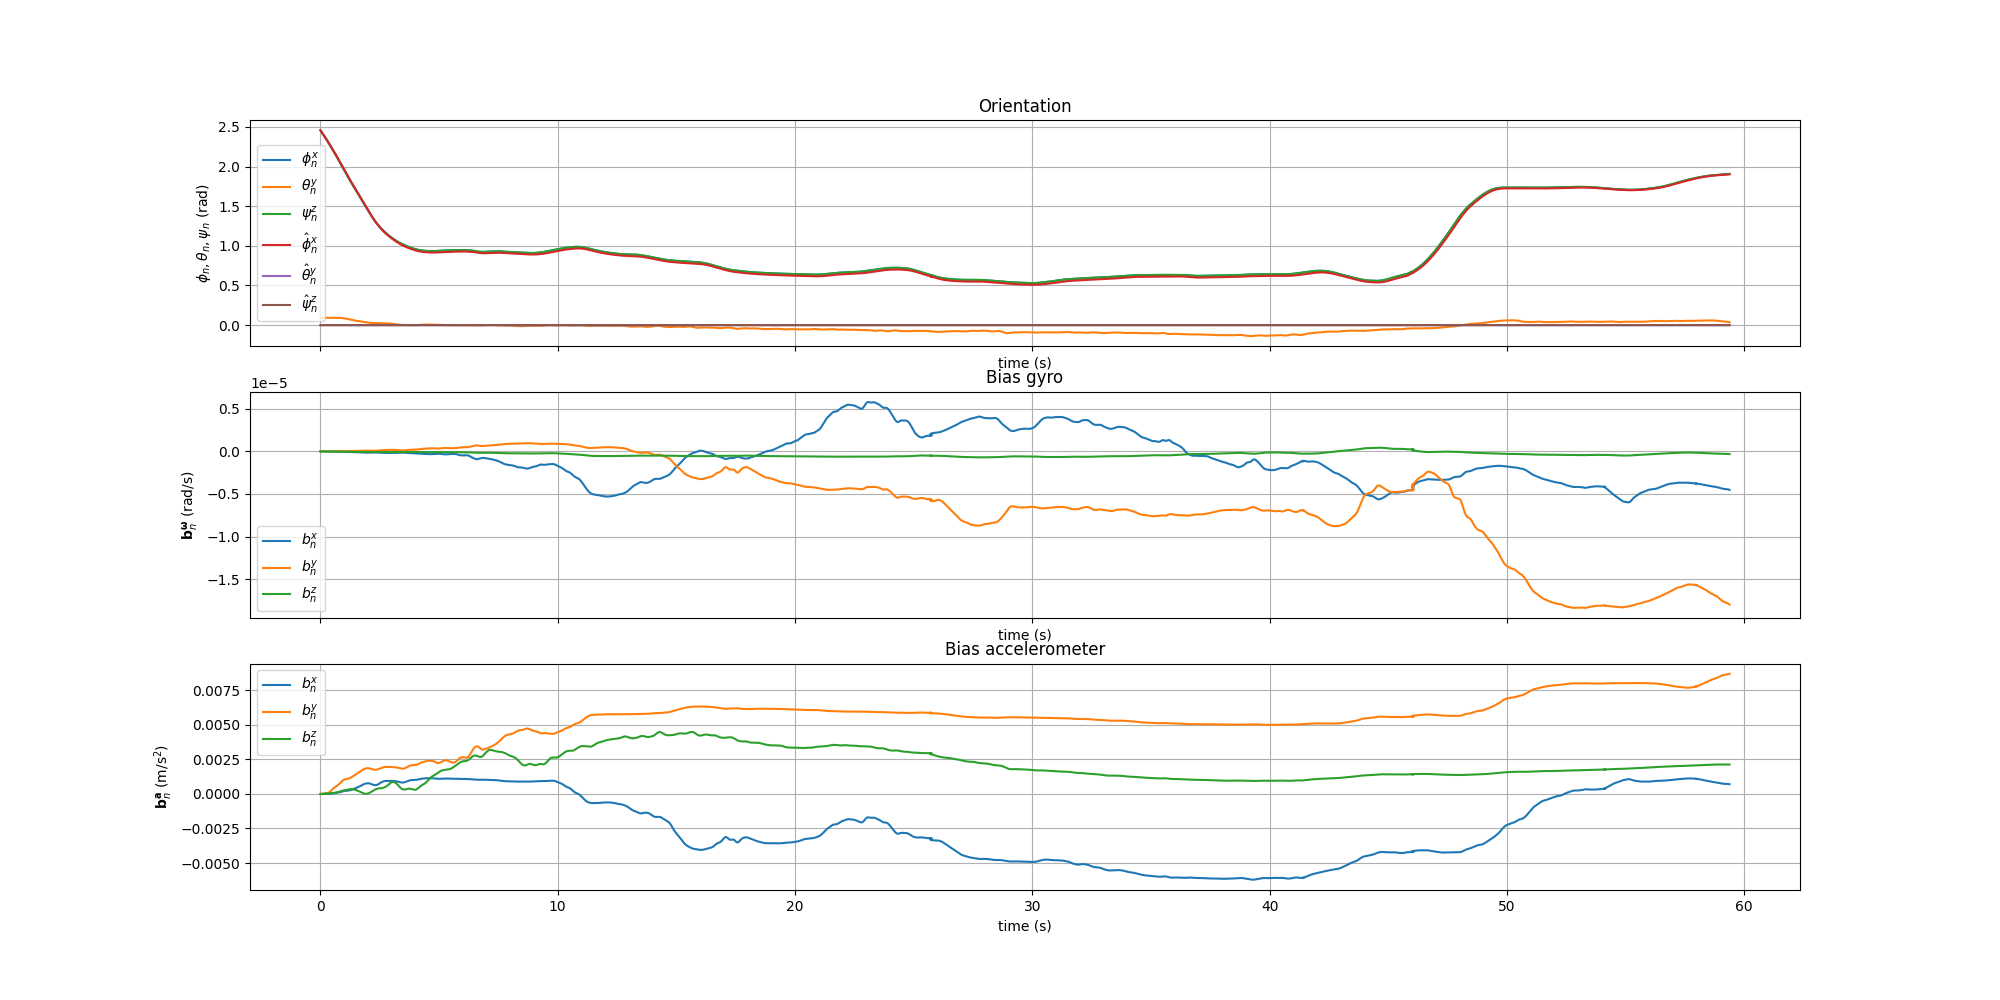 Orientation
2.5
2.0
1.5
1.0
0.5
0.0
ϕₙ, θₙ, ψₙ (rad)
ϕₙˣ
θₙʸ
ψₙᶻ
ϕ̂ₙˣ
θ̂ₙʸ
ψ̂ₙᶻ
time (s)
Bias gyro
1e−5
0.5
0.0
−0.5
−1.0
−1.5
𝐛ₙ^𝛚 (rad/s)
bₙˣ
bₙʸ
bₙᶻ
time (s)
Bias accelerometer
0.0075
0.0050
0.0025
0.0000
−0.0025
−0.0050
𝐛ₙ^𝐚 (m/s²)
bₙˣ
bₙʸ
bₙᶻ
0 10 20 30 40 50 60
time (s)